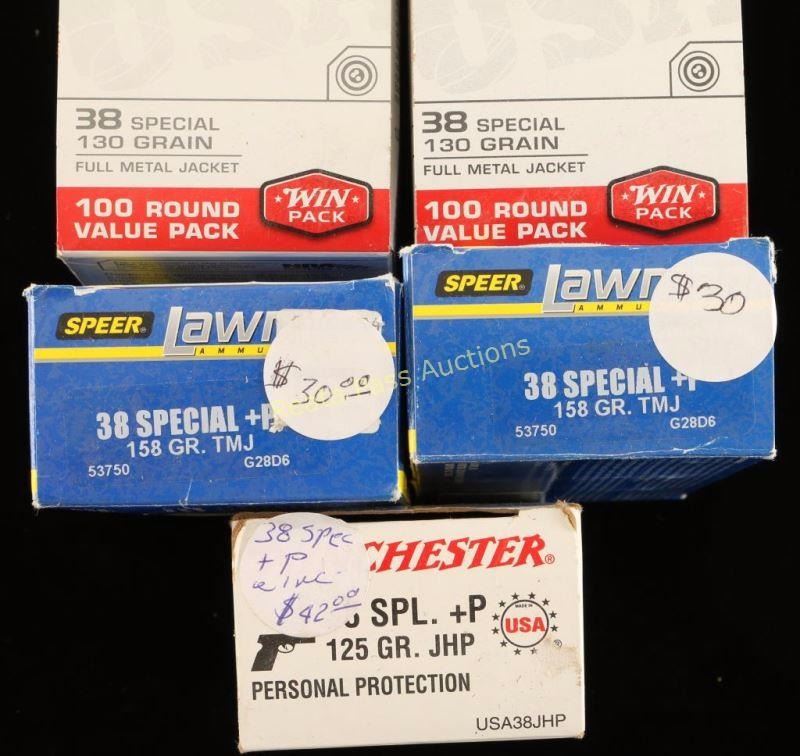 38 SPECIAL
130 GRAIN
FULL METAL JACKET
WIN
PACK
100 ROUND
VALUE PACK
38 SPECIAL
130 GRAIN
FULL METAL JACKET
WIN
PACK
100 ROUND
VALUE PACK
SPEER
$ 30.00
38 SPECIAL +P
158 GR. TMJ
53750
G28D6
SPEER
$30
38 SPECIAL +P
158 GR. TMJ
53750
G28D6
Auctions
38 Spec
+ P
$42.00
CHESTER
SPL. +P
125 GR. JHP
MADE IN
USA
PERSONAL PROTECTION
USA38JHP